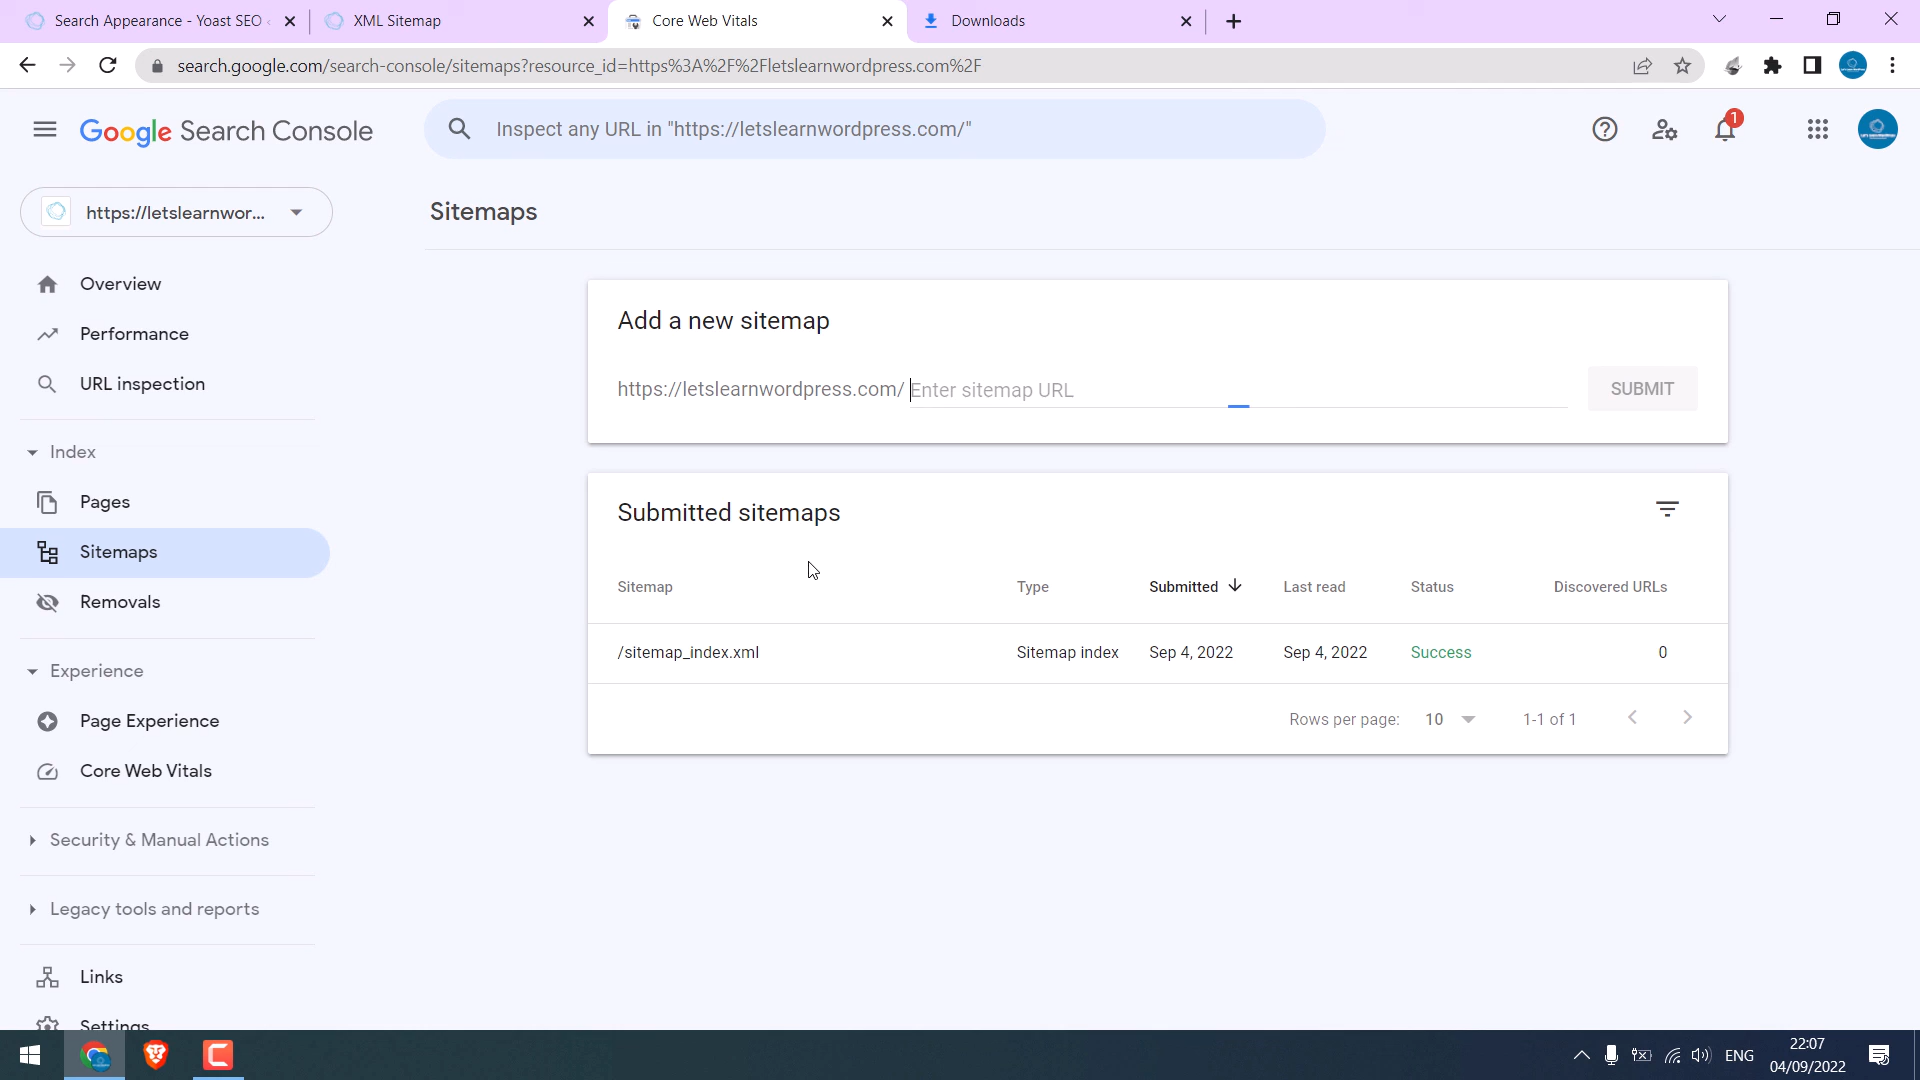 Search Appearance - Yoast SEO
XML Sitemap
Core Web Vitals
Downloads
search.google.com/search-console/sitemaps?resource_id=https%3A%2F%2Fletslearnwordpress.com%2F
Google Search Console
Inspect any URL in "https://letslearnwordpress.com/"
1
https://letslearnwor...
Sitemaps
Overview
Performance
URL inspection
Index
Pages
Sitemaps
Removals
Experience
Page Experience
Core Web Vitals
Security & Manual Actions
Legacy tools and reports
Links
Settings
Add a new sitemap
https://letslearnwordpress.com/ Enter sitemap URL
SUBMIT
Submitted sitemaps
Sitemap Type Submitted Last read Status Discovered URLs
/sitemap_index.xml Sitemap index Sep 4, 2022 Sep 4, 2022 Success 0
Rows per page: 10 1-1 of 1
ENG
22:07
04/09/2022